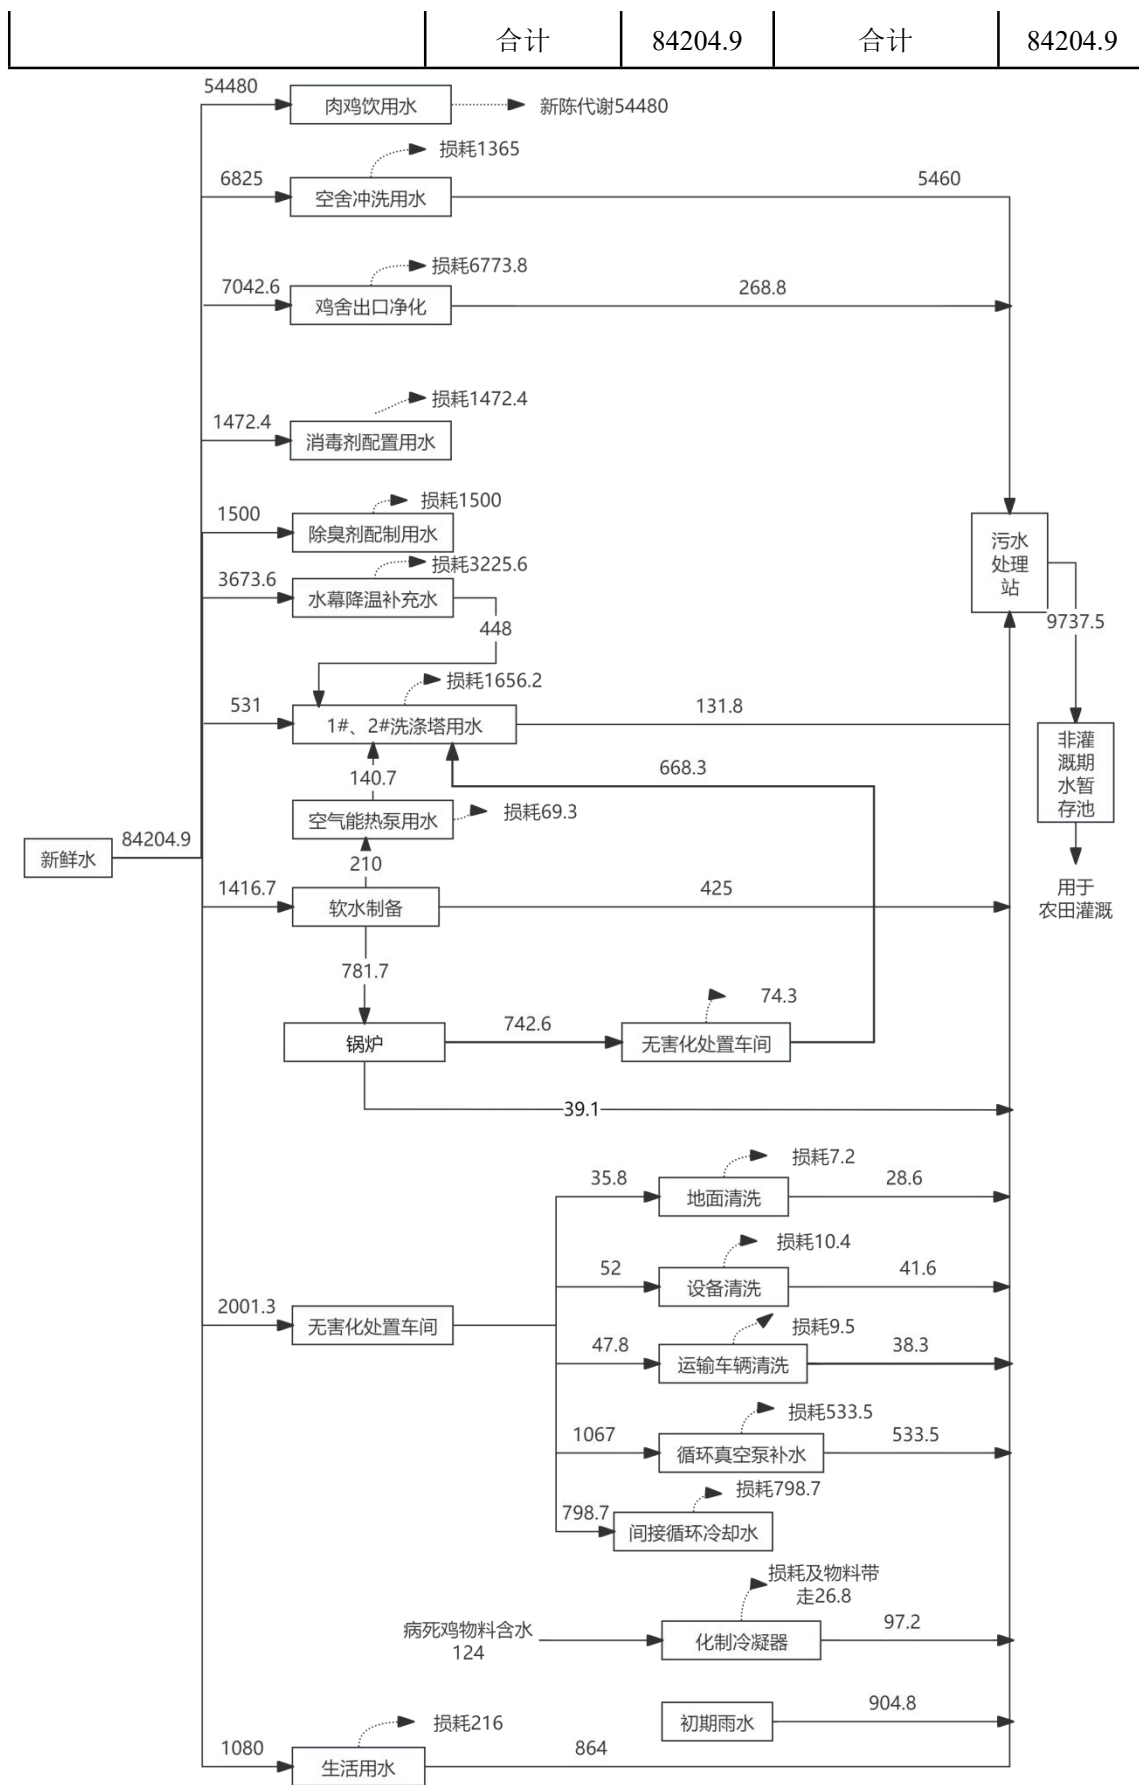 合计 84204.9 合计 84204.9
54480
肉鸡饮用水
新陈代谢54480
损耗1365
6825
空舍冲洗用水
5460
损耗6773.8
7042.6
鸡舍出口净化
268.8
损耗1472.4
1472.4
消毒剂配置用水
损耗1500
1500
除臭剂配制用水
污水
处理
站
损耗3225.6
3673.6
水幕降温补充水
448
9737.5
损耗1656.2
531
1#、2#洗涤塔用水
131.8
非灌
溉期
水暂
存池
668.3
140.7
空气能热泵用水
损耗69.3
新鲜水
84204.9
210
1416.7
软水制备
425
用于
农田灌溉
781.7
74.3
锅炉
742.6
无害化处置车间
39.1
损耗7.2
35.8
地面清洗
28.6
损耗10.4
52
设备清洗
41.6
2001.3
无害化处置车间
损耗9.5
47.8
运输车辆清洗
38.3
损耗533.5
1067
循环真空泵补水
533.5
损耗798.7
798.7
间接循环冷却水
损耗及物料带
走26.8
病死鸡物料含水
124
化制冷凝器
97.2
初期雨水
904.8
损耗216
1080
生活用水
864